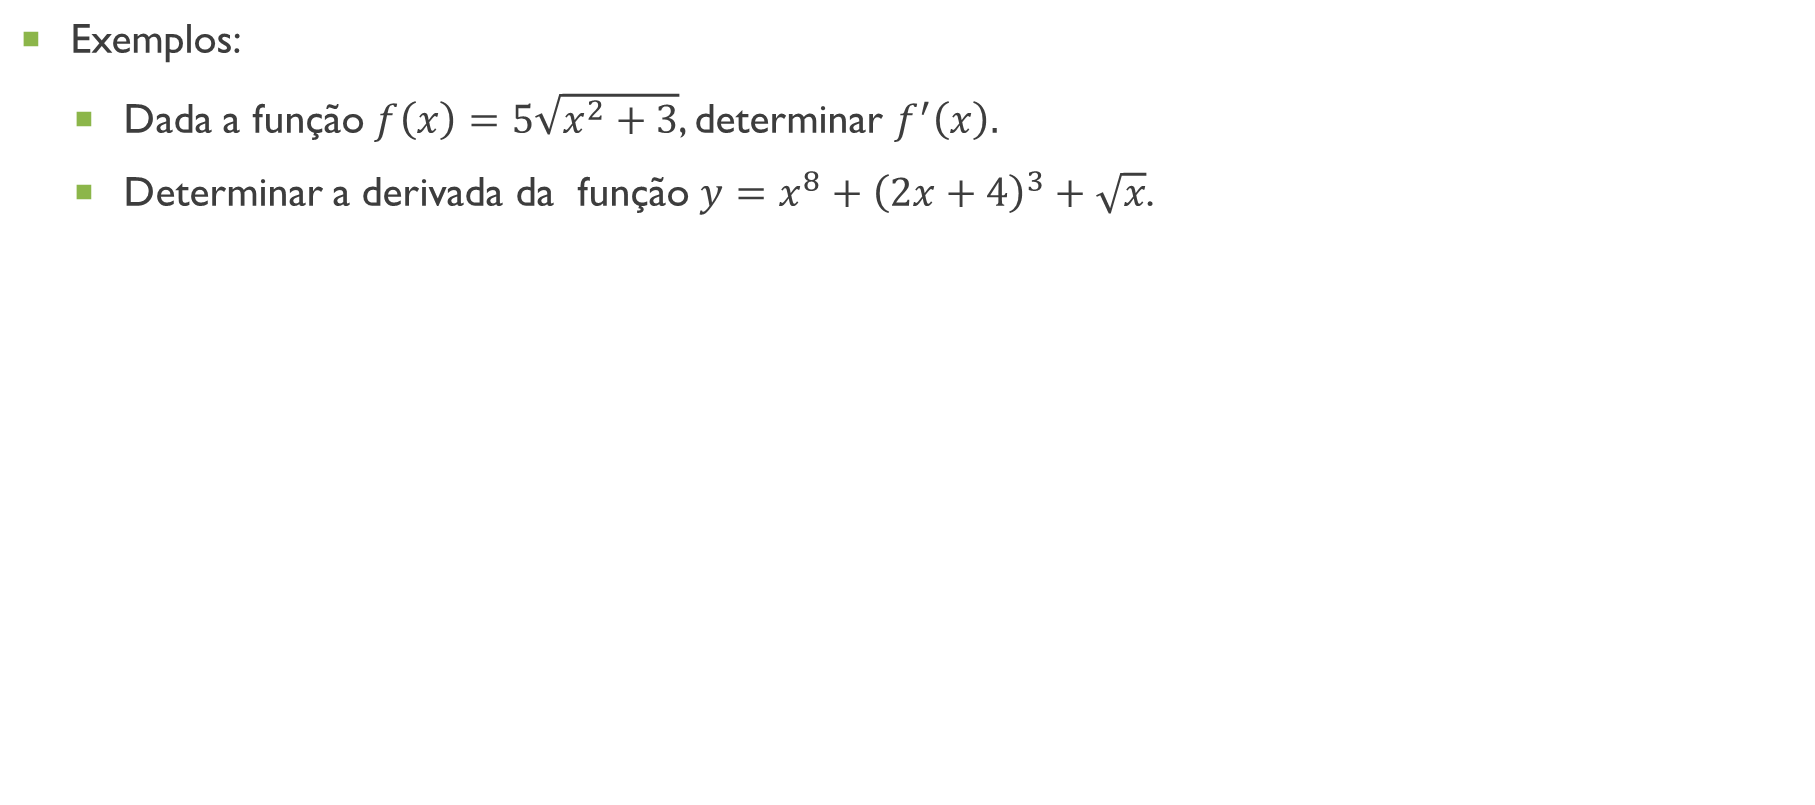 Exemplos:
Dada a função f(x) = 5√(x² + 3), determinar f′(x).
Determinar a derivada da função y = x⁸ + (2x + 4)³ + √x.